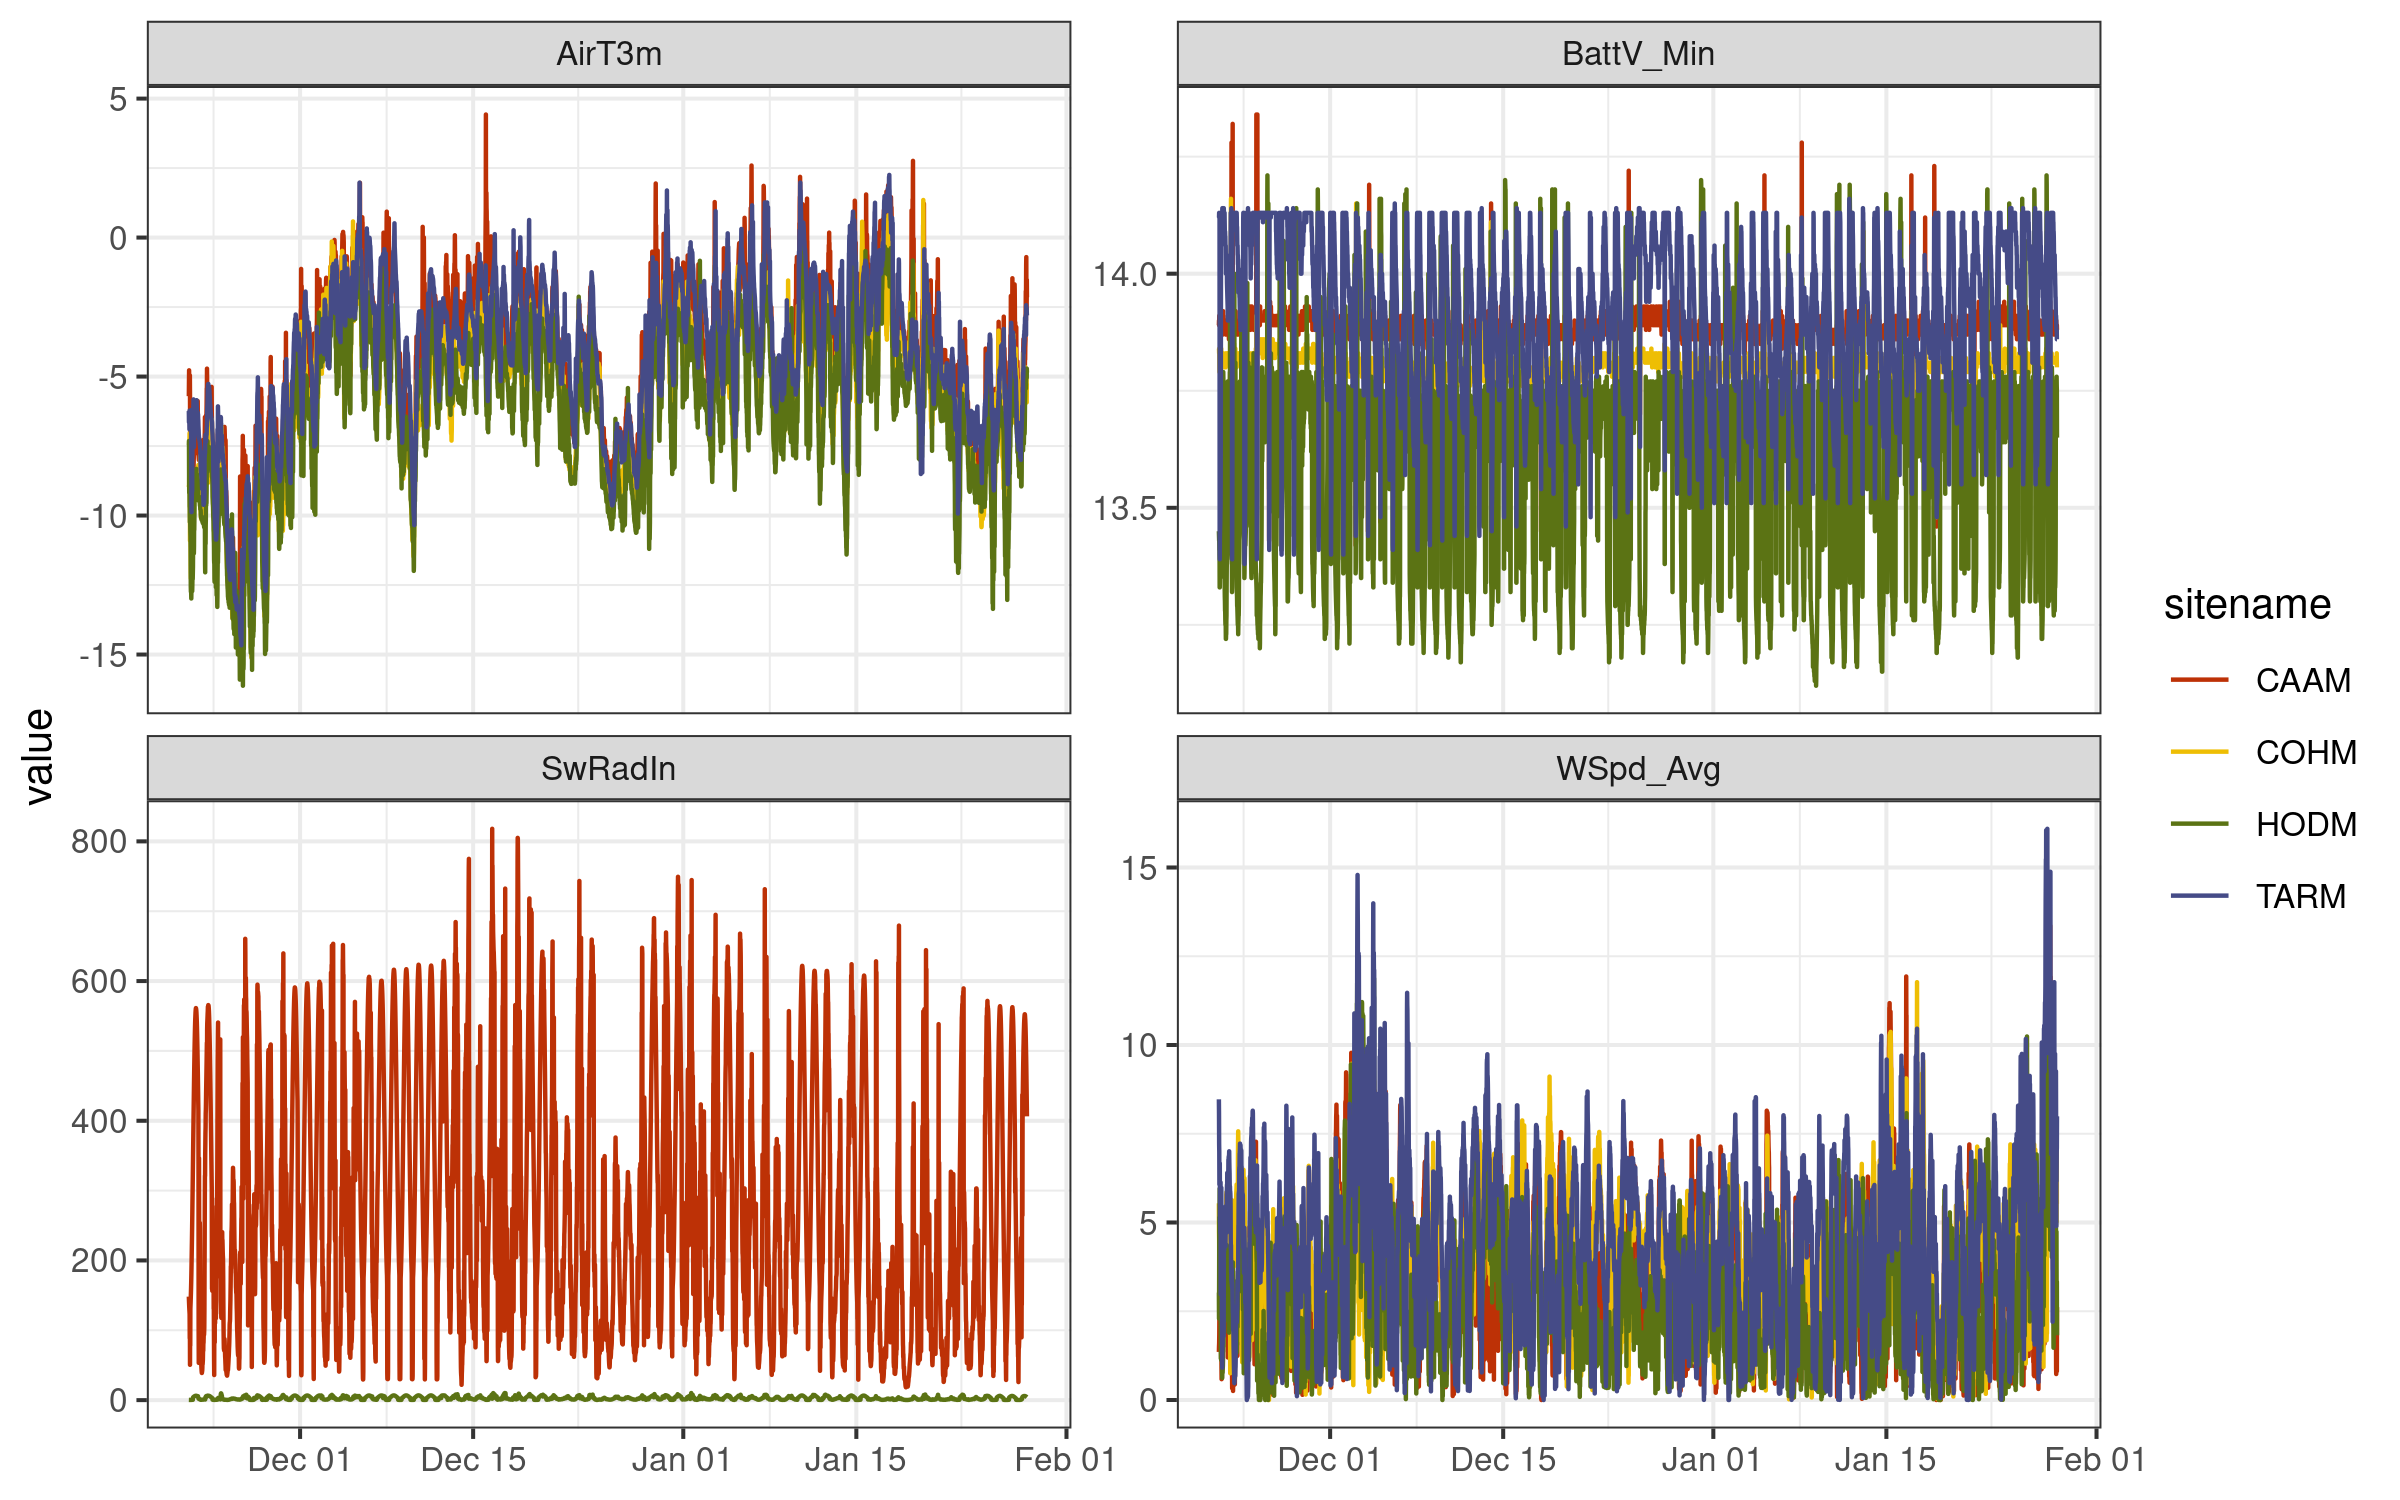 AirT3m
BattV_Min
5
0
-5
-10
-15
14.0
13.5
value
SwRadIn
WSpd_Avg
800
600
400
200
0
15
10
5
0
Dec 01 Dec 15 Jan 01 Jan 15 Feb 01
Dec 01 Dec 15 Jan 01 Jan 15 Feb 01
sitename
CAAM
COHM
HODM
TARM